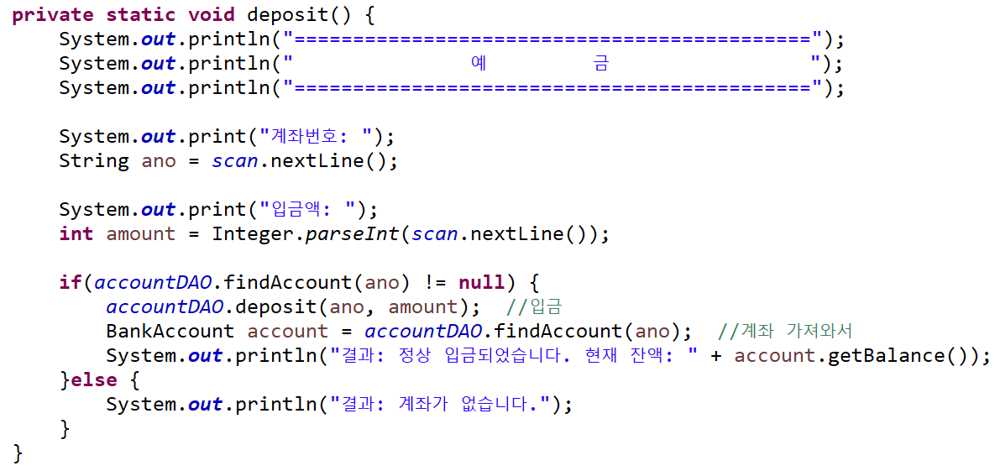 private static void deposit() {
    System.out.println("============================================");
    System.out.println("               예         금                 ");
    System.out.println("============================================");

    System.out.print("계좌번호: ");
    String ano = scan.nextLine();

    System.out.print("입금액: ");
    int amount = Integer.parseInt(scan.nextLine());

    if(accountDAO.findAccount(ano) != null) {
        accountDAO.deposit(ano, amount);  //입금
        BankAccount account = accountDAO.findAccount(ano);  //계좌 가져와서
        System.out.println("결과: 정상 입금되었습니다. 현재 잔액: " + account.getBalance());
    }else {
        System.out.println("결과: 계좌가 없습니다.");
    }
}